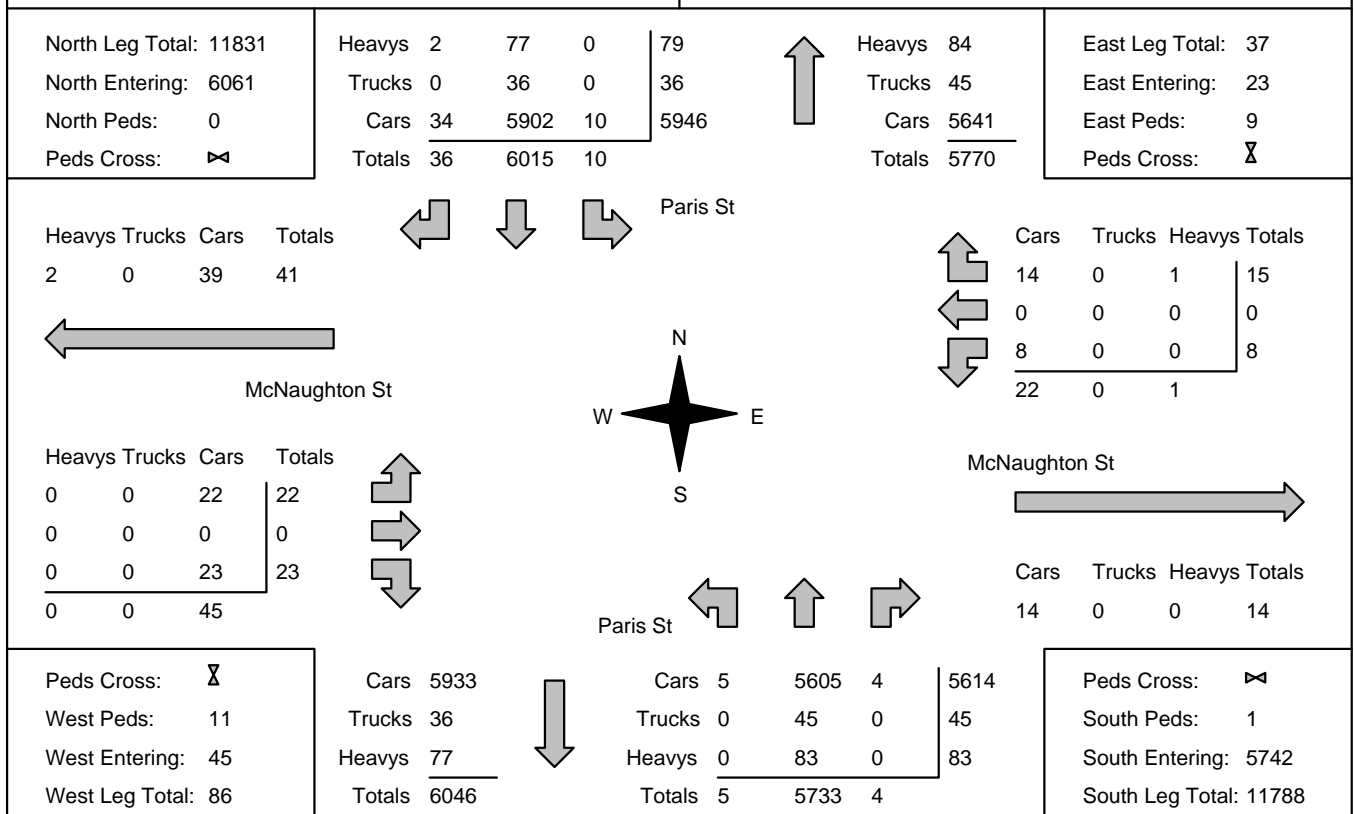 North Leg Total: 11831
North Entering: 6061
North Peds: 0
Peds Cross:
Heavys 2 77 0 79
Trucks 0 36 0 36
Cars 34 5902 10 5946
Totals 36 6015 10
Heavys 84
Trucks 45
Cars 5641
Totals 5770
East Leg Total: 37
East Entering: 23
East Peds: 9
Peds Cross:
Paris St
Heavys Trucks Cars Totals
2 0 39 41
Cars Trucks Heavys Totals
14 0 1 15
0 0 0 0
8 0 0 8
22 0 1
McNaughton St
N
W E
S
Heavys Trucks Cars Totals
0 0 22 22
0 0 0 0
0 0 23 23
0 0 45
McNaughton St
Cars Trucks Heavys Totals
14 0 0 14
Paris St
Peds Cross:
West Peds: 11
West Entering: 45
West Leg Total: 86
Cars 5933
Trucks 36
Heavys 77
Totals 6046
Cars 5 5605 4 5614
Trucks 0 45 0 45
Heavys 0 83 0 83
Totals 5 5733 4
Peds Cross:
South Peds: 1
South Entering: 5742
South Leg Total: 11788